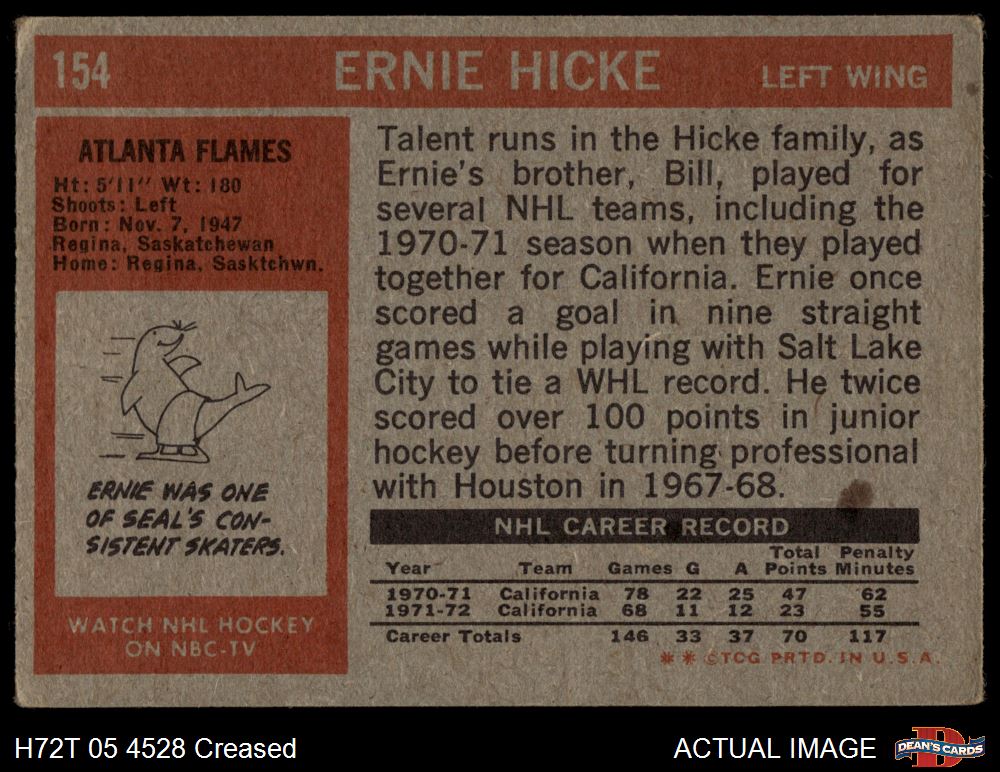 154 ERNIE HICKE LEFT WING
ATLANTA FLAMES
Ht: 5'11" Wt: 180
Shoots: Left
Born: Nov. 7, 1947
Regina, Saskatchewan
Home: Regina, Sasktchwn.
ERNIE WAS ONE
OF SEAL'S CON-
SISTENT SKATERS.
WATCH NHL HOCKEY
ON NBC-TV
Talent runs in the Hicke family, as
Ernie's brother, Bill, played for
several NHL teams, including the
1970-71 season when they played
together for California. Ernie once
scored a goal in nine straight
games while playing with Salt Lake
City to tie a WHL record. He twice
scored over 100 points in junior
hockey before turning professional
with Houston in 1967-68.
NHL CAREER RECORD
Total Penalty
Year Team Games G A Points Minutes
1970-71 California 78 22 25 47 62
1971-72 California 68 11 12 23 55
Career Totals 146 33 37 70 117
** ©TCG PRTD. IN U.S.A.
H72T 05 4528 Creased ACTUAL IMAGE DEAN'S CARDS